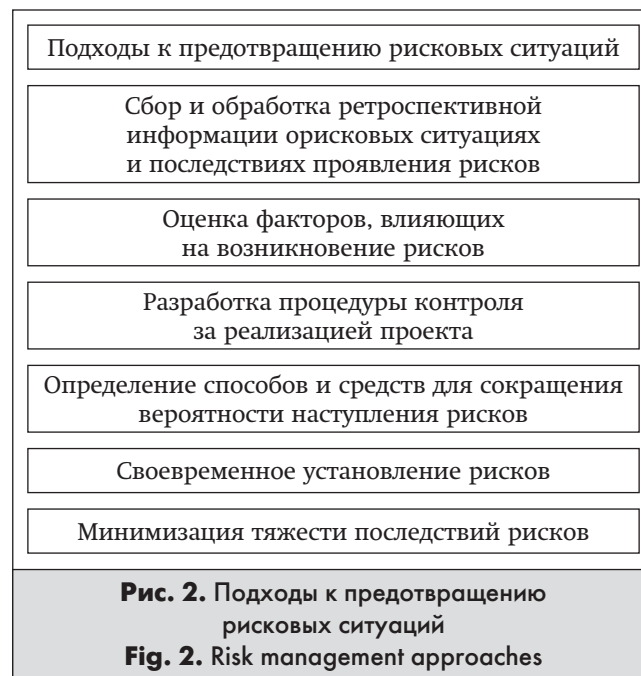 Подходы к предотвращению рисковых ситуаций
Сбор и обработка ретроспективной
информации орисковых ситуациях
и последствиях проявления рисков
Оценка факторов, влияющих
на возникновение рисков
Разработка процедуры контроля
за реализацией проекта
Определение способов и средств для сокращения
вероятности наступления рисков
Своевременное установление рисков
Минимизация тяжести последствий рисков
Рис. 2. Подходы к предотвращению
рисковых ситуаций
Fig. 2. Risk management approaches